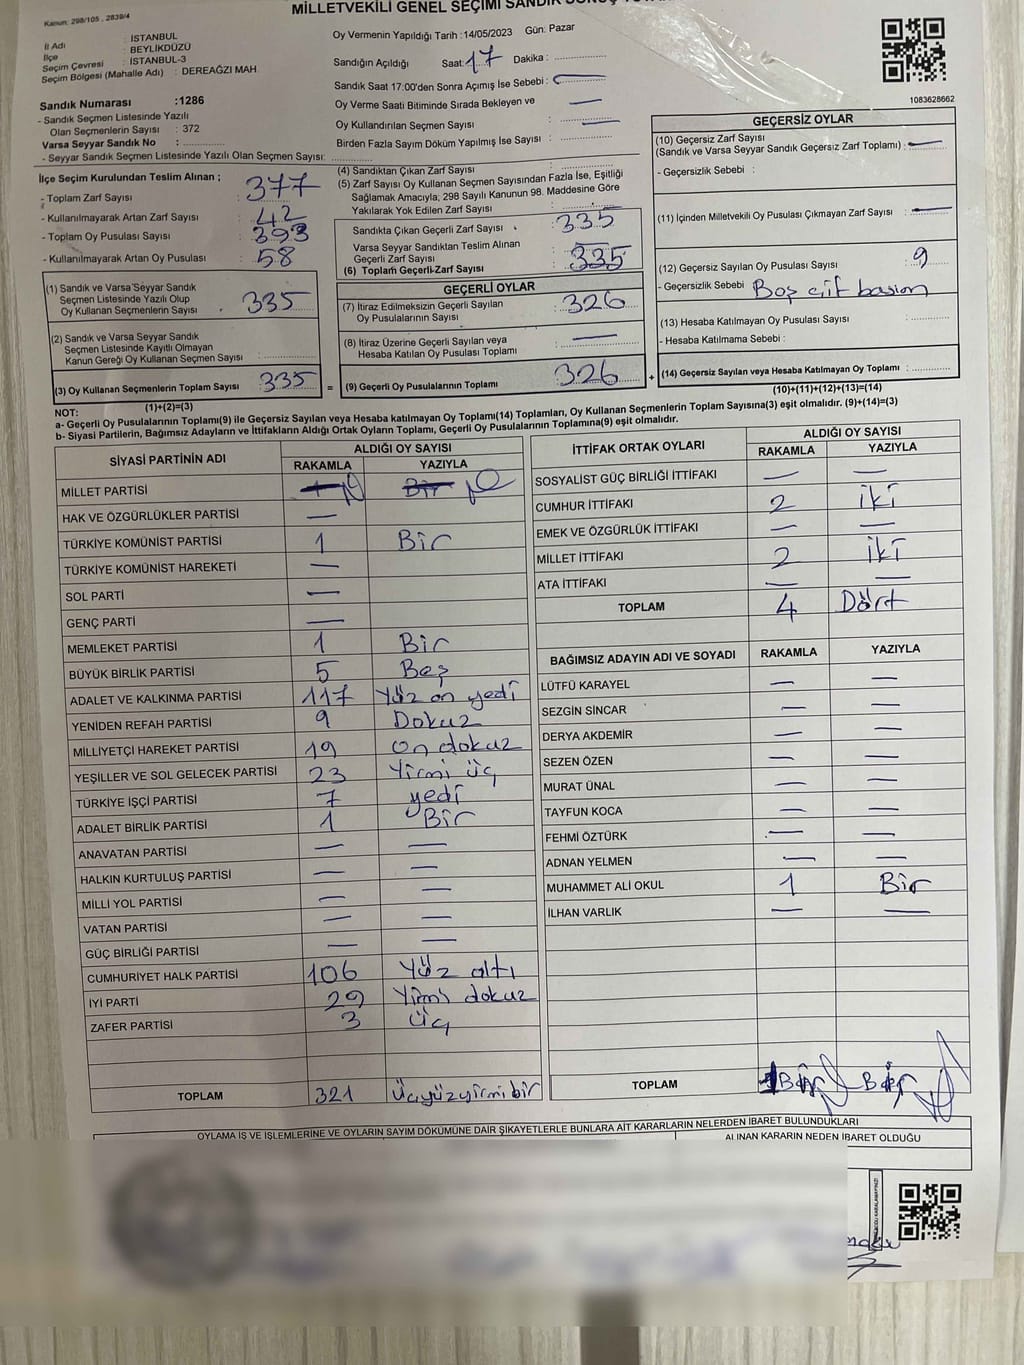 Kanun: 298/105 , 2839/4
MİLLETVEKİLİ GENEL SEÇİMİ SANDIK
İl Adı : İSTANBUL
İlçe : BEYLİKDÜZÜ
Seçim Çevresi : İSTANBUL-3
Seçim Bölgesi (Mahalle Adı) : DEREAĞZI MAH
Sandık Numarası :1286
- Sandık Seçmen Listesinde Yazılı
Olan Seçmenlerin Sayısı : 372
Varsa Seyyar Sandık No :
- Seyyar Sandık Seçmen Listesinde Yazılı Olan Seçmen Sayısı:
Oy Vermenin Yapıldığı Tarih :14/05/2023 Gün: Pazar
Sandığın Açıldığı Saat: 17 Dakika :
Sandık Saat 17:00'den Sonra Açımış İse Sebebi : —
Oy Verme Saati Bitiminde Sırada Bekleyen ve —
Oy Kullandırılan Seçmen Sayısı : —
Birden Fazla Sayım Döküm Yapılmış İse Sayısı :
1083628662
İlçe Seçim Kurulundan Teslim Alınan ;
- Toplam Zarf Sayısı : 377
- Kullanılmayarak Artan Zarf Sayısı : 42
- Toplam Oy Pusulası Sayısı : 393
- Kullanılmayarak Artan Oy Pusulası : 58
(1) Sandık ve Varsa Seyyar Sandık
Seçmen Listesinde Yazılı Olup
Oy Kullanan Seçmenlerin Sayısı : 335
(2) Sandık ve Varsa Seyyar Sandık
Seçmen Listesinde Kayıtlı Olmayan
Kanun Gereği Oy Kullanan Seçmen Sayısı :
(3) Oy Kullanan Seçmenlerin Toplam Sayısı 335 =
(1)+(2)=(3)
(4) Sandıktan Çıkan Zarf Sayısı :
(5) Zarf Sayısı Oy Kullanan Seçmen Sayısından Fazla İse, Eşitliği
Sağlamak Amacıyla, 298 Sayılı Kanunun 98. Maddesine Göre
Yakılarak Yok Edilen Zarf Sayısı :
Sandıkta Çıkan Geçerli Zarf Sayısı : 335
Varsa Seyyar Sandıktan Teslim Alınan
Geçerli Zarf Sayısı :
(6) Toplam Geçerli Zarf Sayısı : 335
GEÇERLİ OYLAR
(7) İtiraz Edilmeksizin Geçerli Sayılan
Oy Pusulalarının Sayısı : 326
(8) İtiraz Üzerine Geçerli Sayılan veya
Hesaba Katılan Oy Pusulası Toplamı : —
(9) Geçerli Oy Pusulalarının Toplamı 326 +
GEÇERSİZ OYLAR
(10) Geçersiz Zarf Sayısı
(Sandık ve Varsa Seyyar Sandık Geçersiz Zarf Toplamı) : —
- Geçersizlik Sebebi :
(11) İçinden Milletvekili Oy Pusulası Çıkmayan Zarf Sayısı : —
(12) Geçersiz Sayılan Oy Pusulası Sayısı : 9
- Geçersizlik Sebebi Boş çift basım
(13) Hesaba Katılmayan Oy Pusulası Sayısı :
- Hesaba Katılmama Sebebi :
(14) Geçersiz Sayılan veya Hesaba Katılmayan Oy Toplamı :
(10)+(11)+(12)+(13)=(14)
NOT:
a- Geçerli Oy Pusulalarının Toplamı(9) ile Geçersiz Sayılan veya Hesaba katılmayan Oy Toplamı(14) Toplamları, Oy Kullanan Seçmenlerin Toplam Sayısına(3) eşit olmalıdır. (9)+(14)=(3)
b- Siyasi Partilerin, Bağımsız Adayların ve İttifakların Aldığı Ortak Oyların Toplamı, Geçerli Oy Pusulalarının Toplamına(9) eşit olmalıdır.
SİYASİ PARTİNİN ADI ALDIĞI OY SAYISI
RAKAMLA YAZIYLA
MİLLET PARTİSİ 1 Bir
HAK VE ÖZGÜRLÜKLER PARTİSİ —
TÜRKİYE KOMÜNİST PARTİSİ 1 Bir
TÜRKİYE KOMÜNİST HAREKETİ —
SOL PARTİ —
GENÇ PARTİ —
MEMLEKET PARTİSİ 1 Bir
BÜYÜK BİRLİK PARTİSİ 5 Beş
ADALET VE KALKINMA PARTİSİ 117 Yüz on yedi
YENİDEN REFAH PARTİSİ 9 Dokuz
MİLLİYETÇİ HAREKET PARTİSİ 19 on dokuz
YEŞİLLER VE SOL GELECEK PARTİSİ 23 Yirmi üç
TÜRKİYE İŞÇİ PARTİSİ 7 yedi
ADALET BİRLİK PARTİSİ 1 Bir
ANAVATAN PARTİSİ — —
HALKIN KURTULUŞ PARTİSİ — —
MİLLİ YOL PARTİSİ — —
VATAN PARTİSİ — —
GÜÇ BİRLİĞİ PARTİSİ — —
CUMHURİYET HALK PARTİSİ 106 Yüz altı
İYİ PARTİ 29 Yirmi dokuz
ZAFER PARTİSİ 3 üç
TOPLAM 321 Üçyüzyirmibir
İTTİFAK ORTAK OYLARI ALDIĞI OY SAYISI
RAKAMLA YAZIYLA
SOSYALİST GÜÇ BİRLİĞİ İTTİFAKI — —
CUMHUR İTTİFAKI 2 İki
EMEK VE ÖZGÜRLÜK İTTİFAKI — —
MİLLET İTTİFAKI 2 İki
ATA İTTİFAKI — —
TOPLAM 4 Dört
BAĞIMSIZ ADAYIN ADI VE SOYADI RAKAMLA YAZIYLA
LÜTFÜ KARAYEL — —
SEZGİN SİNCAR — —
DERYA AKDEMİR — —
SEZEN ÖZEN — —
MURAT ÜNAL — —
TAYFUN KOCA — —
FEHMİ ÖZTÜRK — —
ADNAN YELMEN — —
MUHAMMET ALİ OKUL 1 Bir
İLHAN VARLIK — —
TOPLAM 1 Bir Bir
OYLAMA İŞ VE İŞLEMLERİNE VE OYLARIN SAYIM DÖKÜMÜNE DAİR ŞİKAYETLERLE BUNLARA AİT KARARLARIN NELERDEN İBARET BULUNDUKLARI
ALINAN KARARIN NEDEN İBARET OLDUĞU